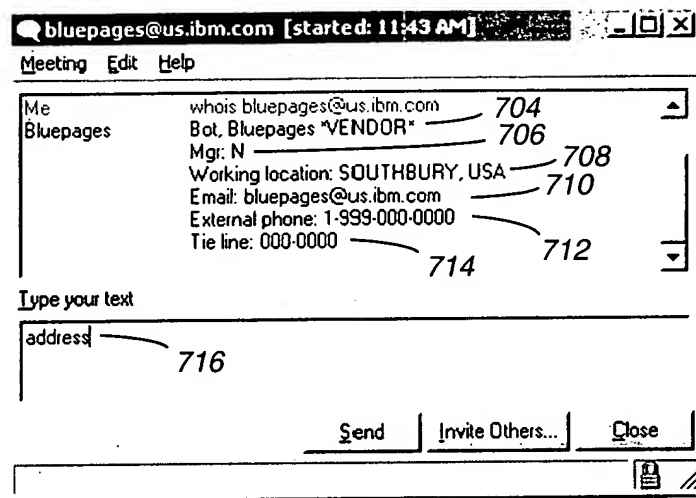 bluepages@us.ibm.com [started: 11:43 AM]
Meeting Edit Help
Me whois bluepages@us.ibm.com 704
Bluepages Bot, Bluepages *VENDOR* 706
Mgr: N 708
Working location: SOUTHBURY, USA 710
Email: bluepages@us.ibm.com
External phone: 1-999-000-0000 712
Tie line: 000-0000 714
Type your text
address 716
Send Invite Others... Close